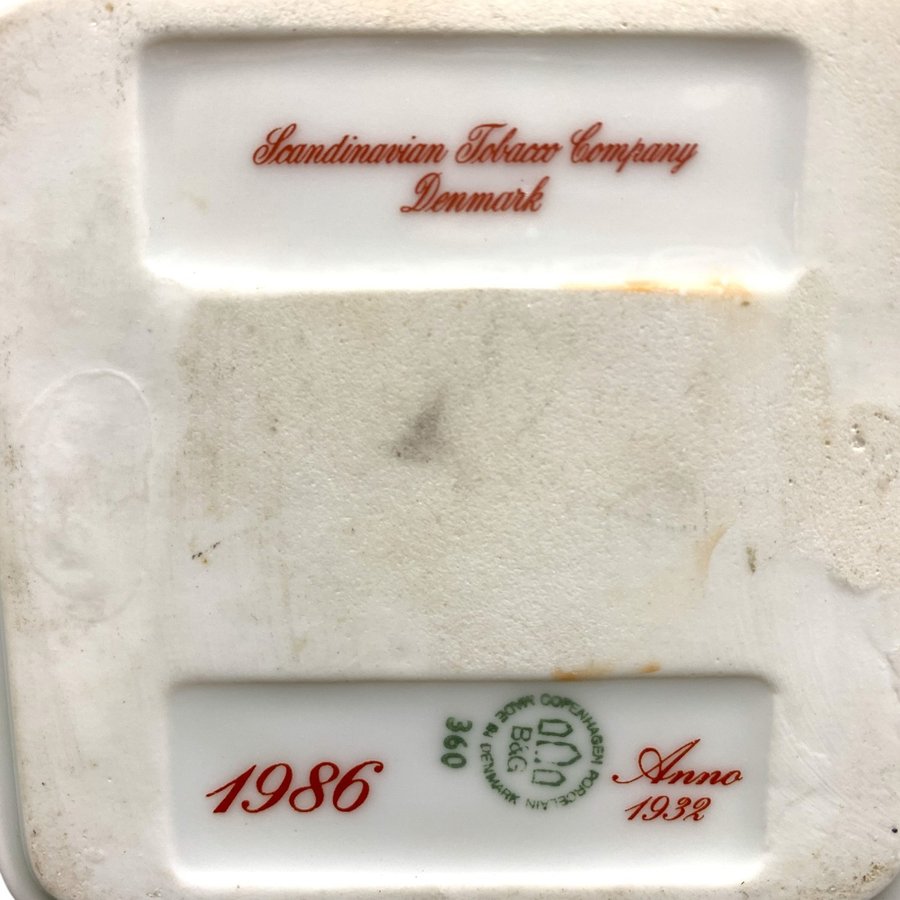 Scandinavian Tobacco Company
Denmark
1986
360
COPENHAGEN PORCELAIN
MADE IN DENMARK
B&G
Anno
1932